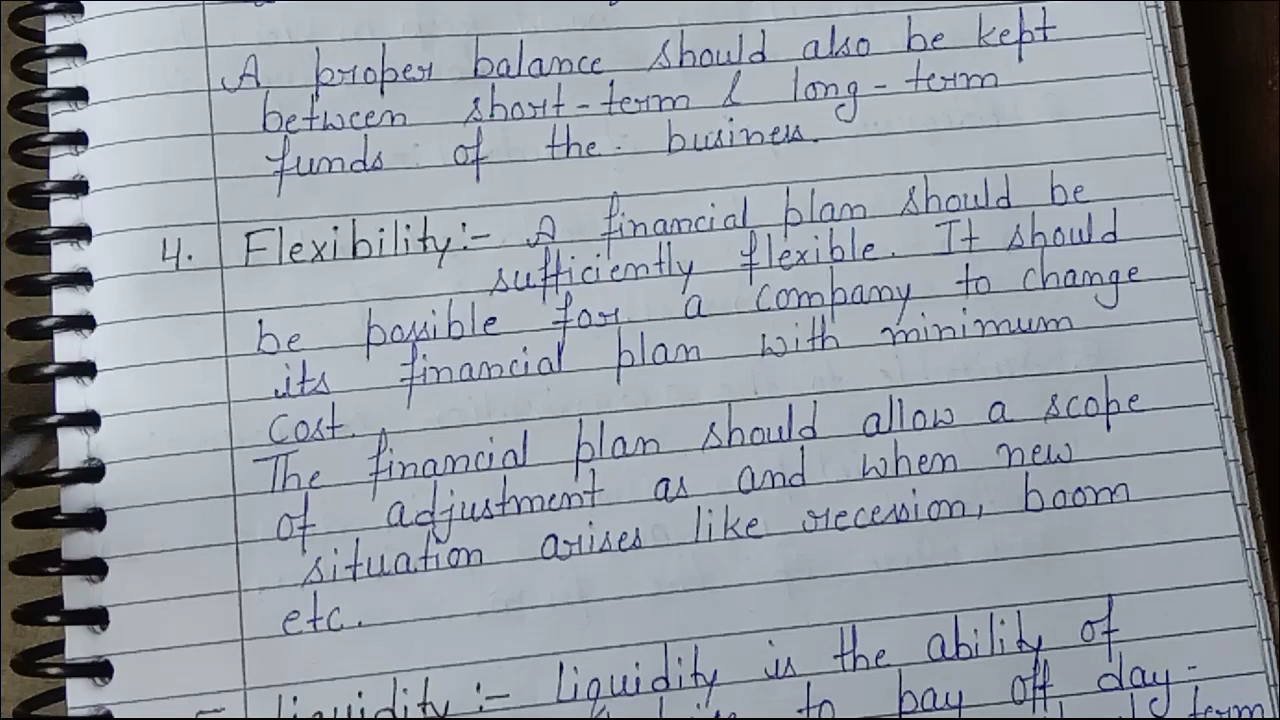 A proper balance should also be kept
between short-term & long-term
funds of the business.
4. Flexibility:- A financial plan should be
sufficiently flexible. It should
be possible for a company to change
its financial plan with minimum
cost.
The financial plan should allow a scope
of adjustment as and when new
situation arises like recession, boom
etc.
liquidity :- liquidity is the ability of
to pay off day-
term